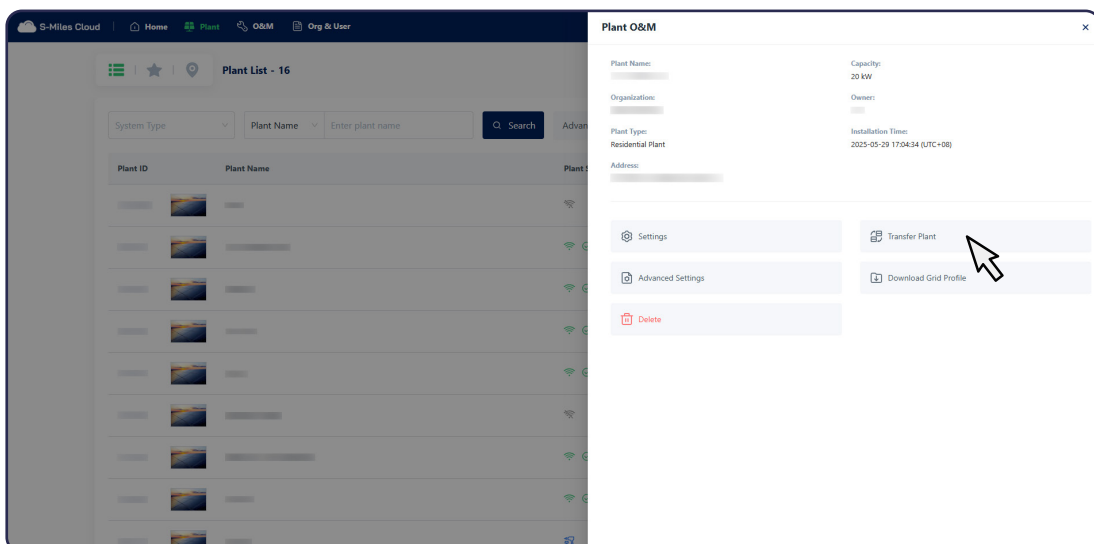 S-Miles Cloud Home Plant O&M Org & User
Plant List - 16
System Type Plant Name Enter plant name Search Advan
Plant ID Plant Name Plant S
Plant O&M
Plant Name: Capacity:
20 kW
Organization: Owner:
Plant Type: Installation Time:
Residential Plant 2025-05-29 17:04:34 (UTC+08)
Address:
Settings Transfer Plant
Advanced Settings Download Grid Profile
Delete